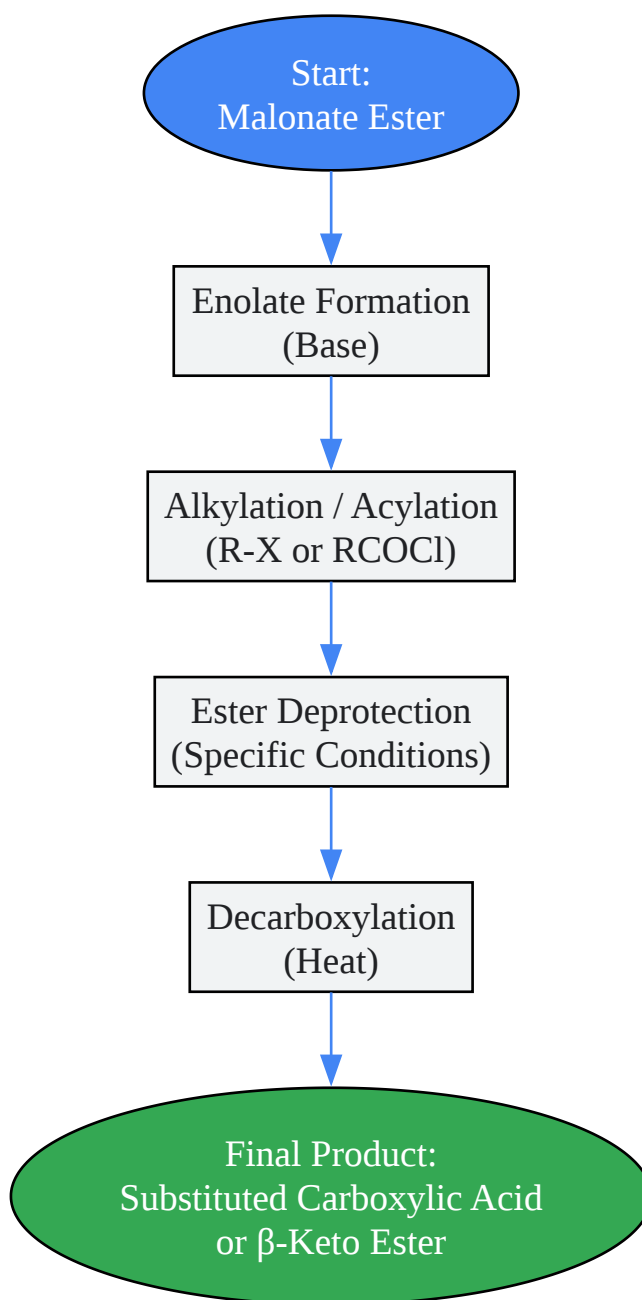 Start:
Malonate Ester
Enolate Formation
(Base)
Alkylation / Acylation
(R-X or RCOCl)
Ester Deprotection
(Specific Conditions)
Decarboxylation
(Heat)
Final Product:
Substituted Carboxylic Acid
or β-Keto Ester